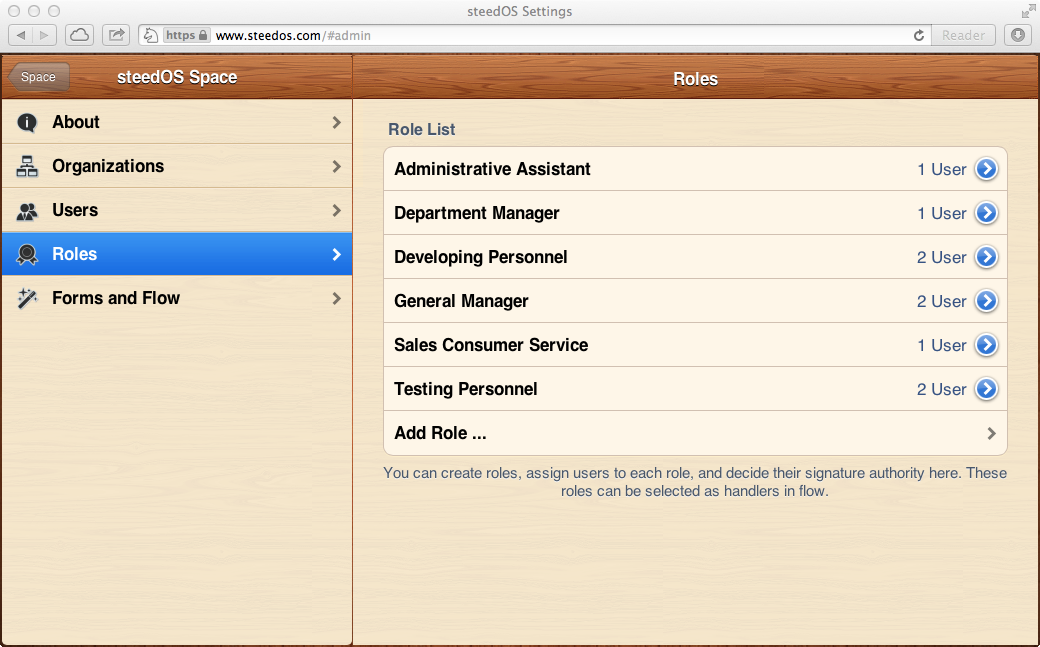 steedOS Settings
https www.steedos.com/#admin
Reader
Space
steedOS Space
Roles
About
Organizations
Users
Roles
Forms and Flow
Role List
Administrative Assistant 1 User
Department Manager 1 User
Developing Personnel 2 User
General Manager 2 User
Sales Consumer Service 1 User
Testing Personnel 2 User
Add Role ...
You can create roles, assign users to each role, and decide their signature authority here. These
roles can be selected as handlers in flow.